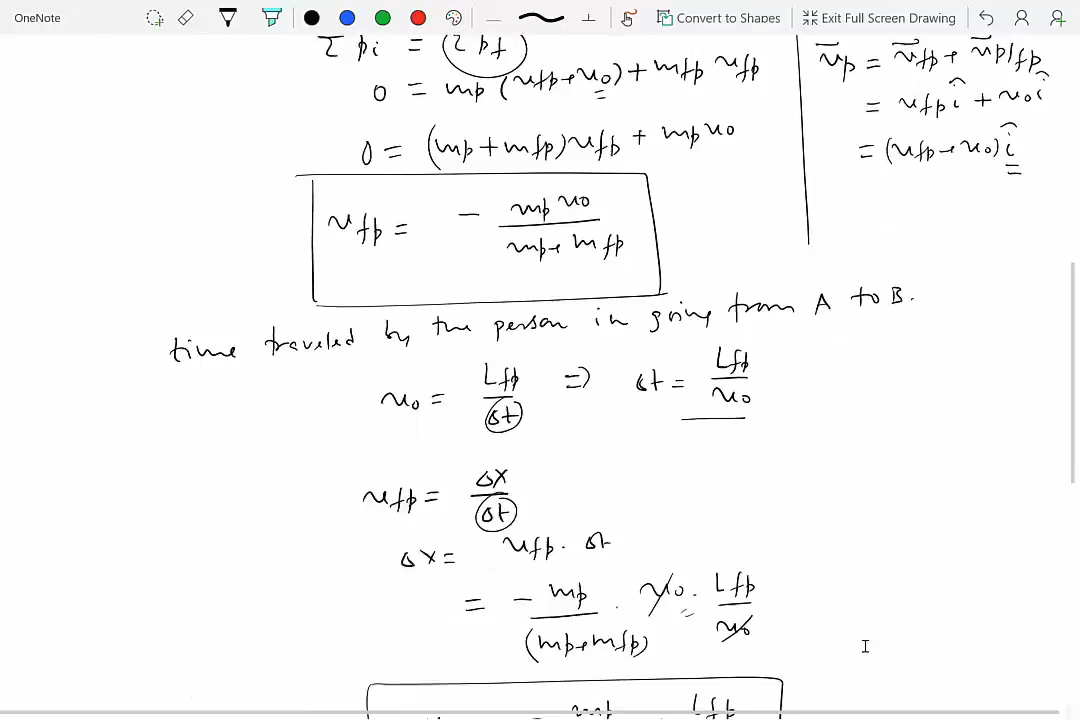 OneNote
Convert to Shapes
Exit Full Screen Drawing
Σ pi = (Σ pf)
0 = mp (vfp + v0) + mfp vfp
0 = (mp + mfp) vfp + mp v0
vfp = - mp v0 / (mp + mfp)
v̄p = v̄fp + v̄p/fp
= vfp î + v0 î
= (vfp + v0) î
time traveled by the person in going from A to B.
v0 = Lfp / Δt ⇒ Δt = Lfp / v0
vfp = Δx / Δt
Δx = vfp · Δt
= - mp / (mp + mfp) · v0 · Lfp / v0
mp Lfp